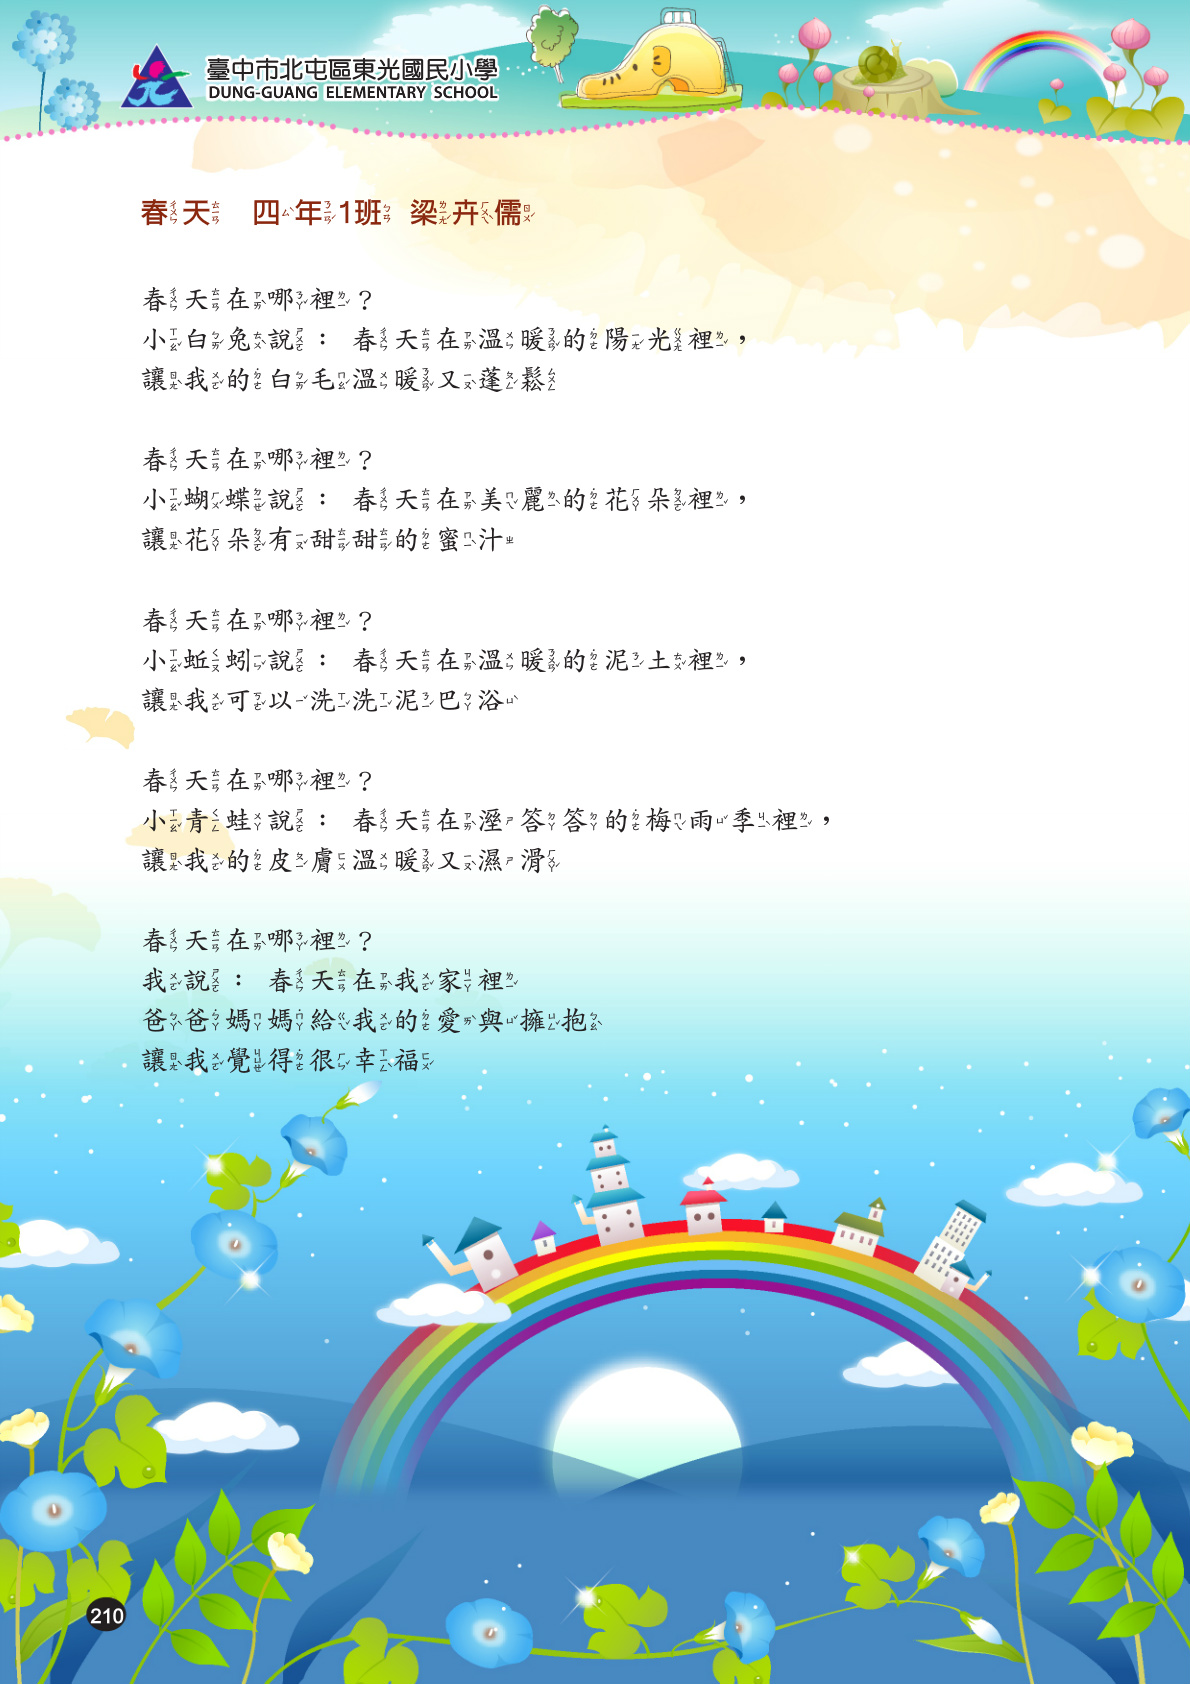 臺中市北屯區東光國民小學
DUNG-GUANG ELEMENTARY SCHOOL
春天 四年1班 梁卉儒
春天在哪裡？
小白兔說： 春天在溫暖的陽光裡，
讓我的白毛溫暖又蓬鬆
春天在哪裡？
小蝴蝶說： 春天在美麗的花朵裡，
讓花朵有甜甜的蜜汁
春天在哪裡？
小蚯蚓說： 春天在溫暖的泥土裡，
讓我可以洗洗泥巴浴
春天在哪裡？
小青蛙說： 春天在溼答答的梅雨季裡，
讓我的皮膚溫暖又濕滑
春天在哪裡？
我說： 春天在我家裡
爸爸媽媽給我的愛與擁抱
讓我覺得很幸福
210